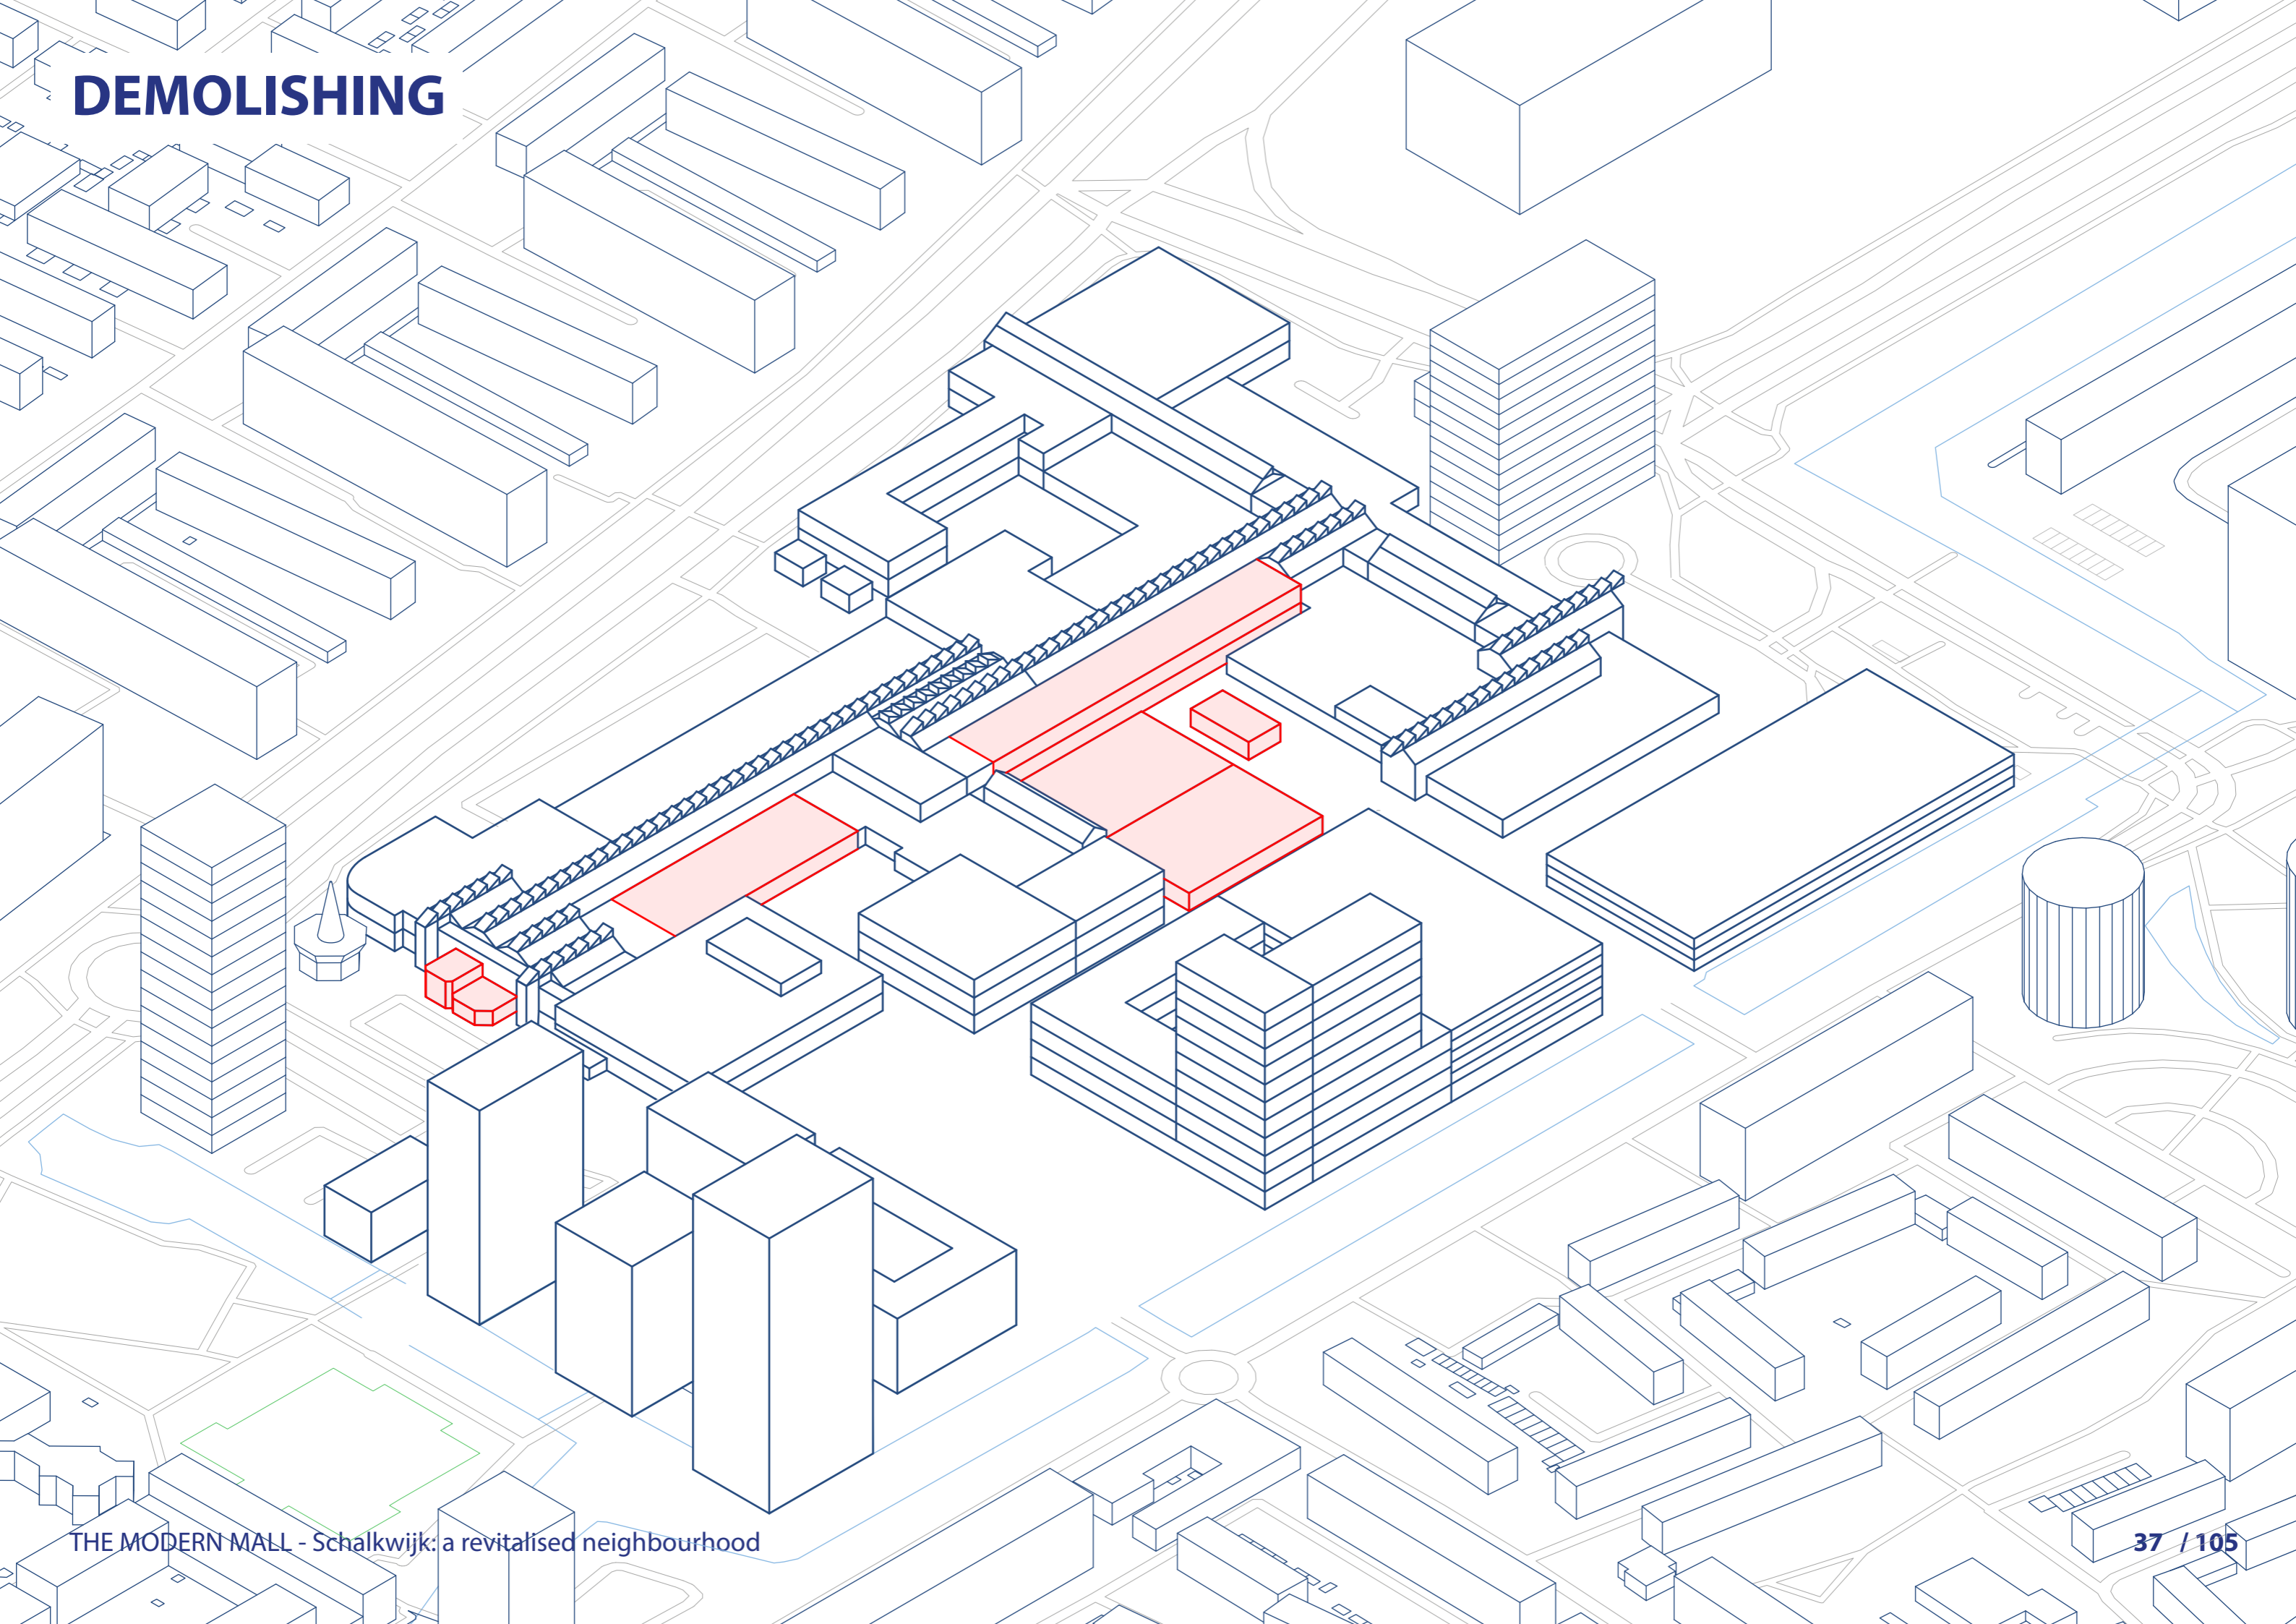 DEMOLISHING
THE MODERN MALL - Schalkwijk: a revitalised neighbourhood
37 / 105